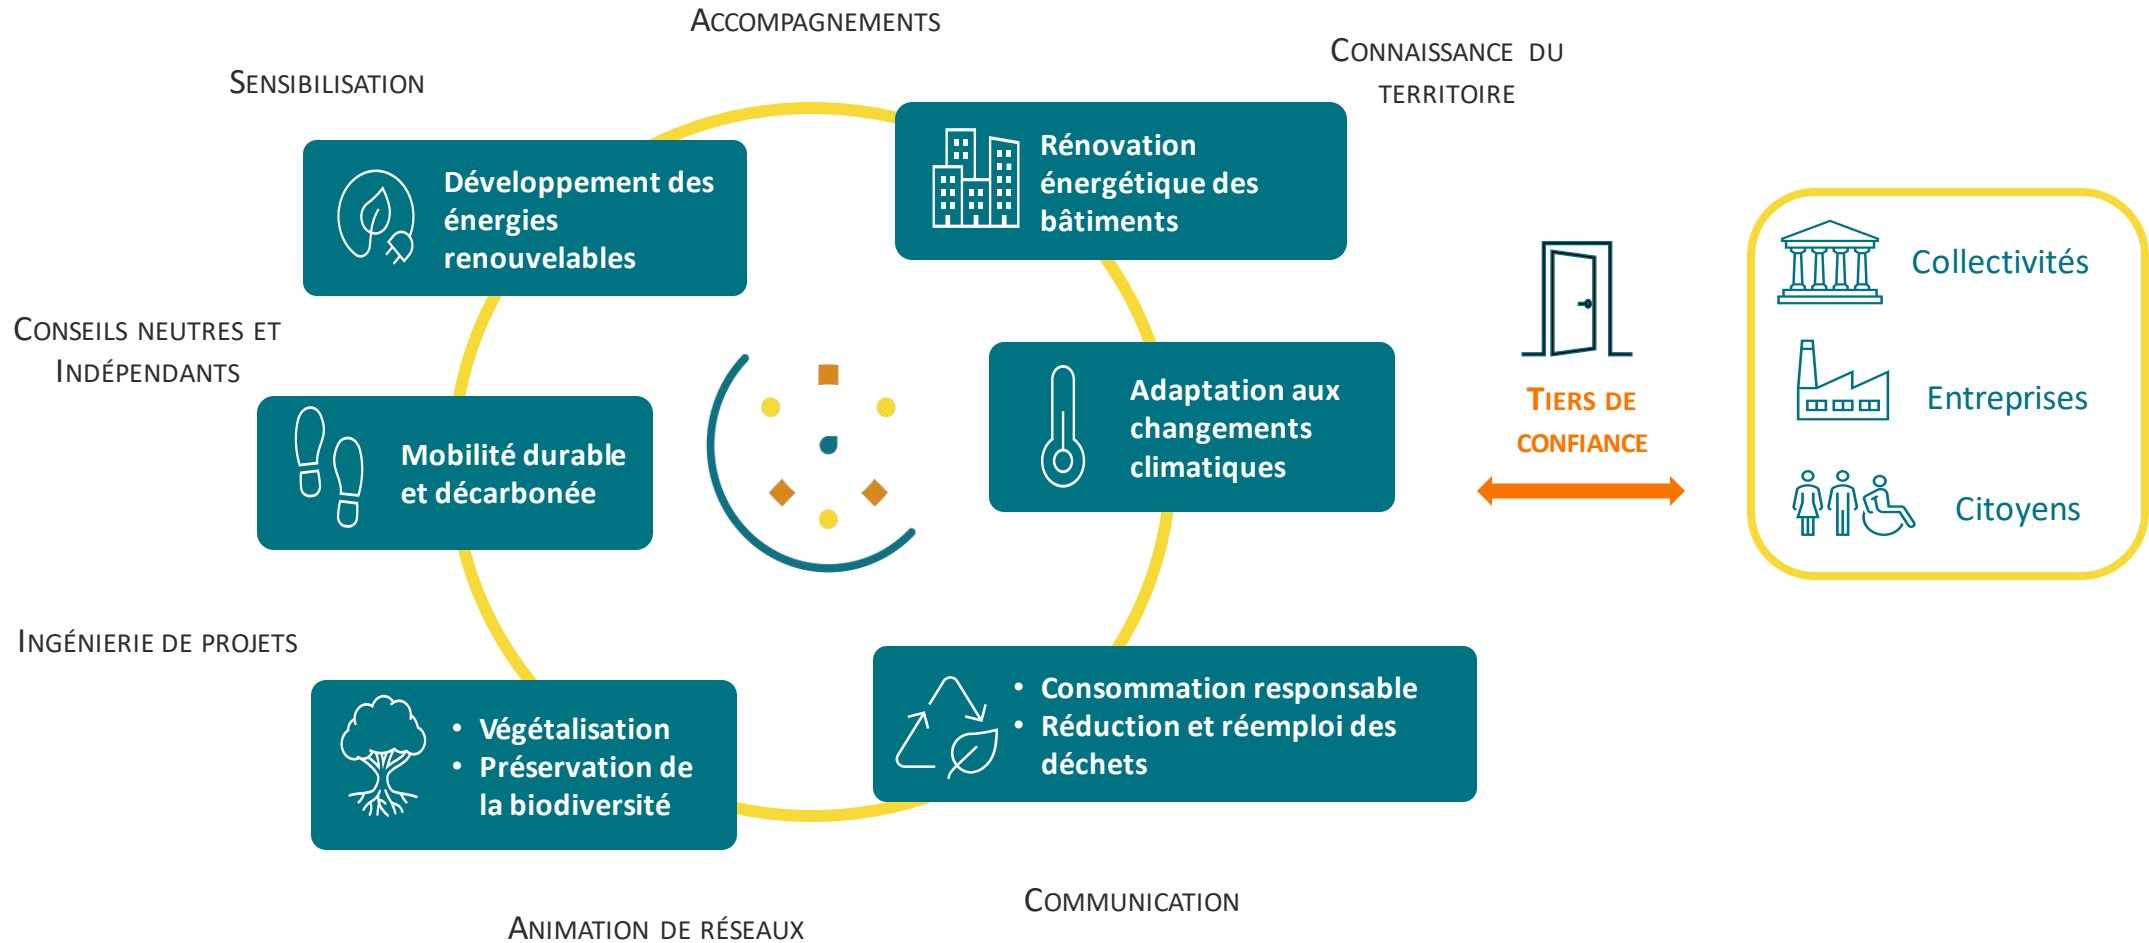 Accompagnements
Connaissance du
territoire
Sensibilisation
Développement des
énergies
renouvelables
Rénovation
énergétique des
bâtiments
Conseils neutres et
Indépendants
Mobilité durable
et décarbonée
Adaptation aux
changements
climatiques
Tiers de
confiance
Collectivités
Entreprises
Citoyens
Ingénierie de projets
• Végétalisation
• Préservation de
la biodiversité
• Consommation responsable
• Réduction et réemploi des
déchets
Communication
Animation de réseaux